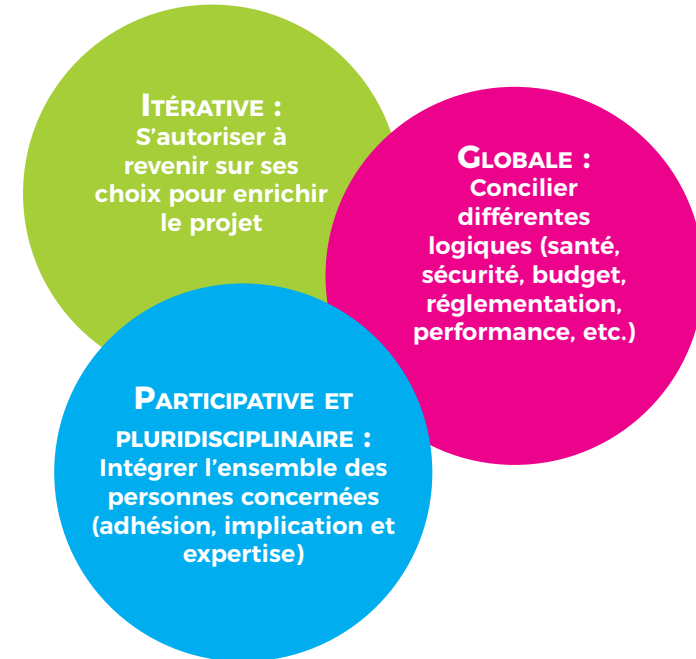 Itérative :
S'autoriser à
revenir sur ses
choix pour enrichir
le projet
Globale :
Concilier
différentes
logiques (santé,
sécurité, budget,
réglementation,
performance, etc.)
Participative et
pluridisciplinaire :
Intégrer l'ensemble des
personnes concernées
(adhésion, implication et
expertise)